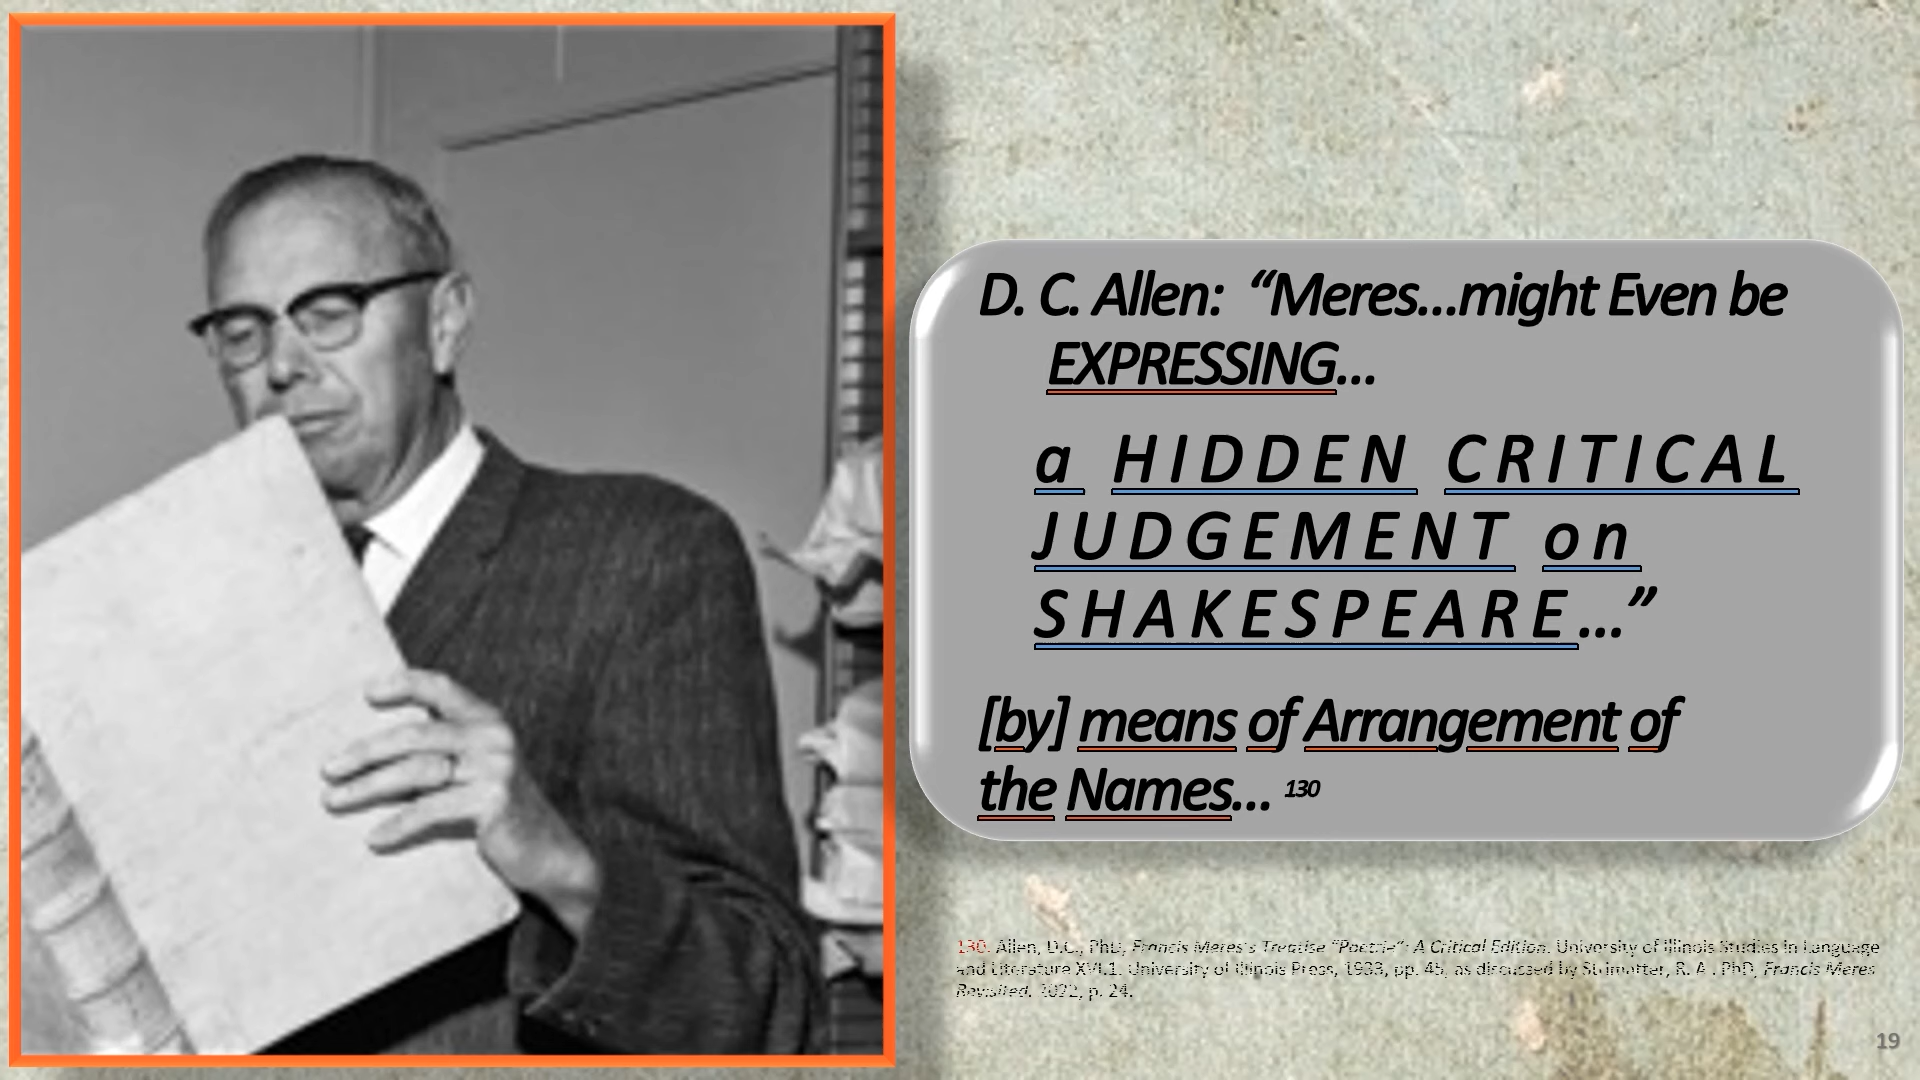 D. C. Allen: “Meres…might Even be
EXPRESSING…
a HIDDEN CRITICAL
JUDGEMENT on
SHAKESPEARE…”
[by] means of Arrangement of
the Names… 130
130. Allen, D.C., PhD, Francis Meres's Treatise “Poetrie”: A Critical Edition. University of Illinois Studies in Language
and Literature XVI.1. University of Illinois Press, 1933, pp. 45, as discussed by R. A . PhD, Francis Meres
Revisited. 2022, p. 24.
19